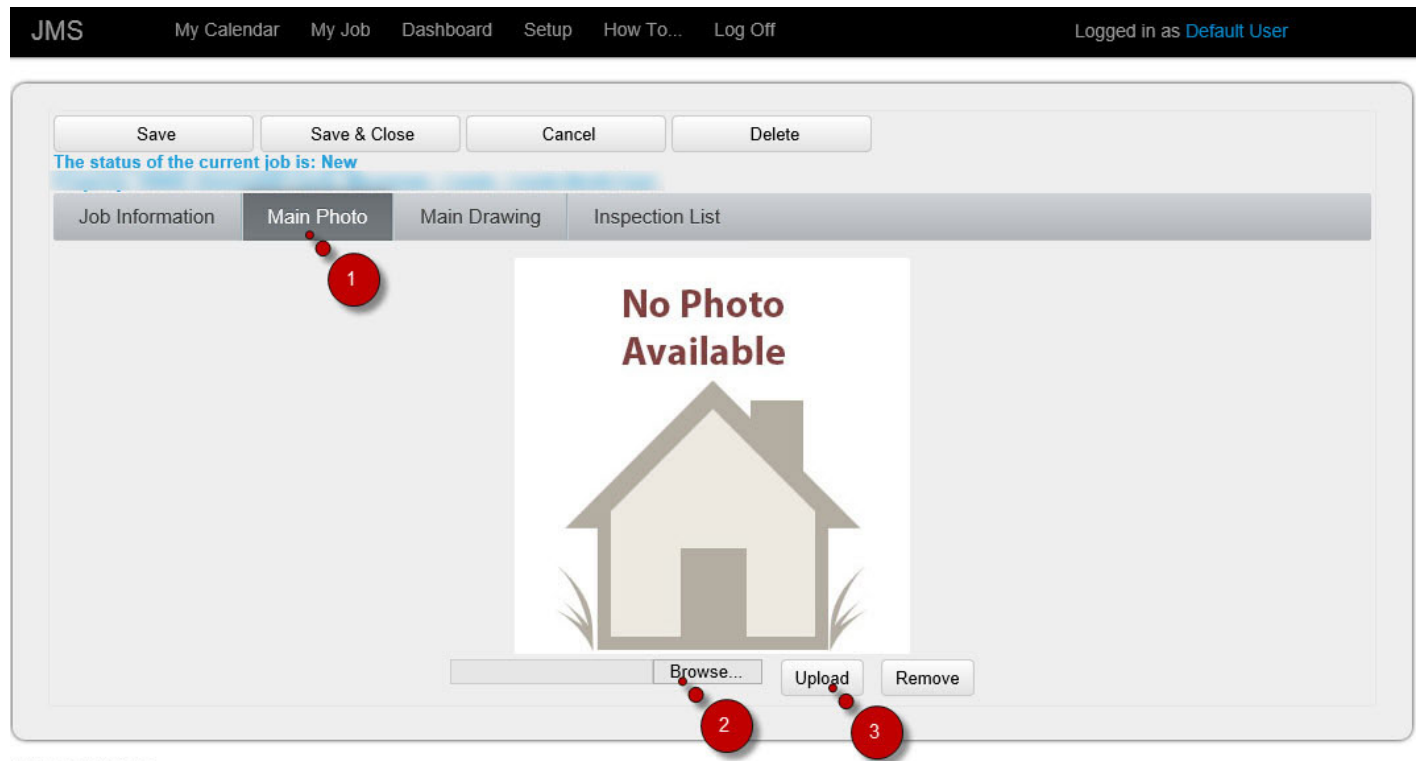 JMS My Calendar My Job Dashboard Setup How To... Log Off Logged in as Default User
Save Save & Close Cancel Delete
The status of the current job is: New
Job Information Main Photo Main Drawing Inspection List
1
No Photo
Available
Browse... Upload Remove
2 3